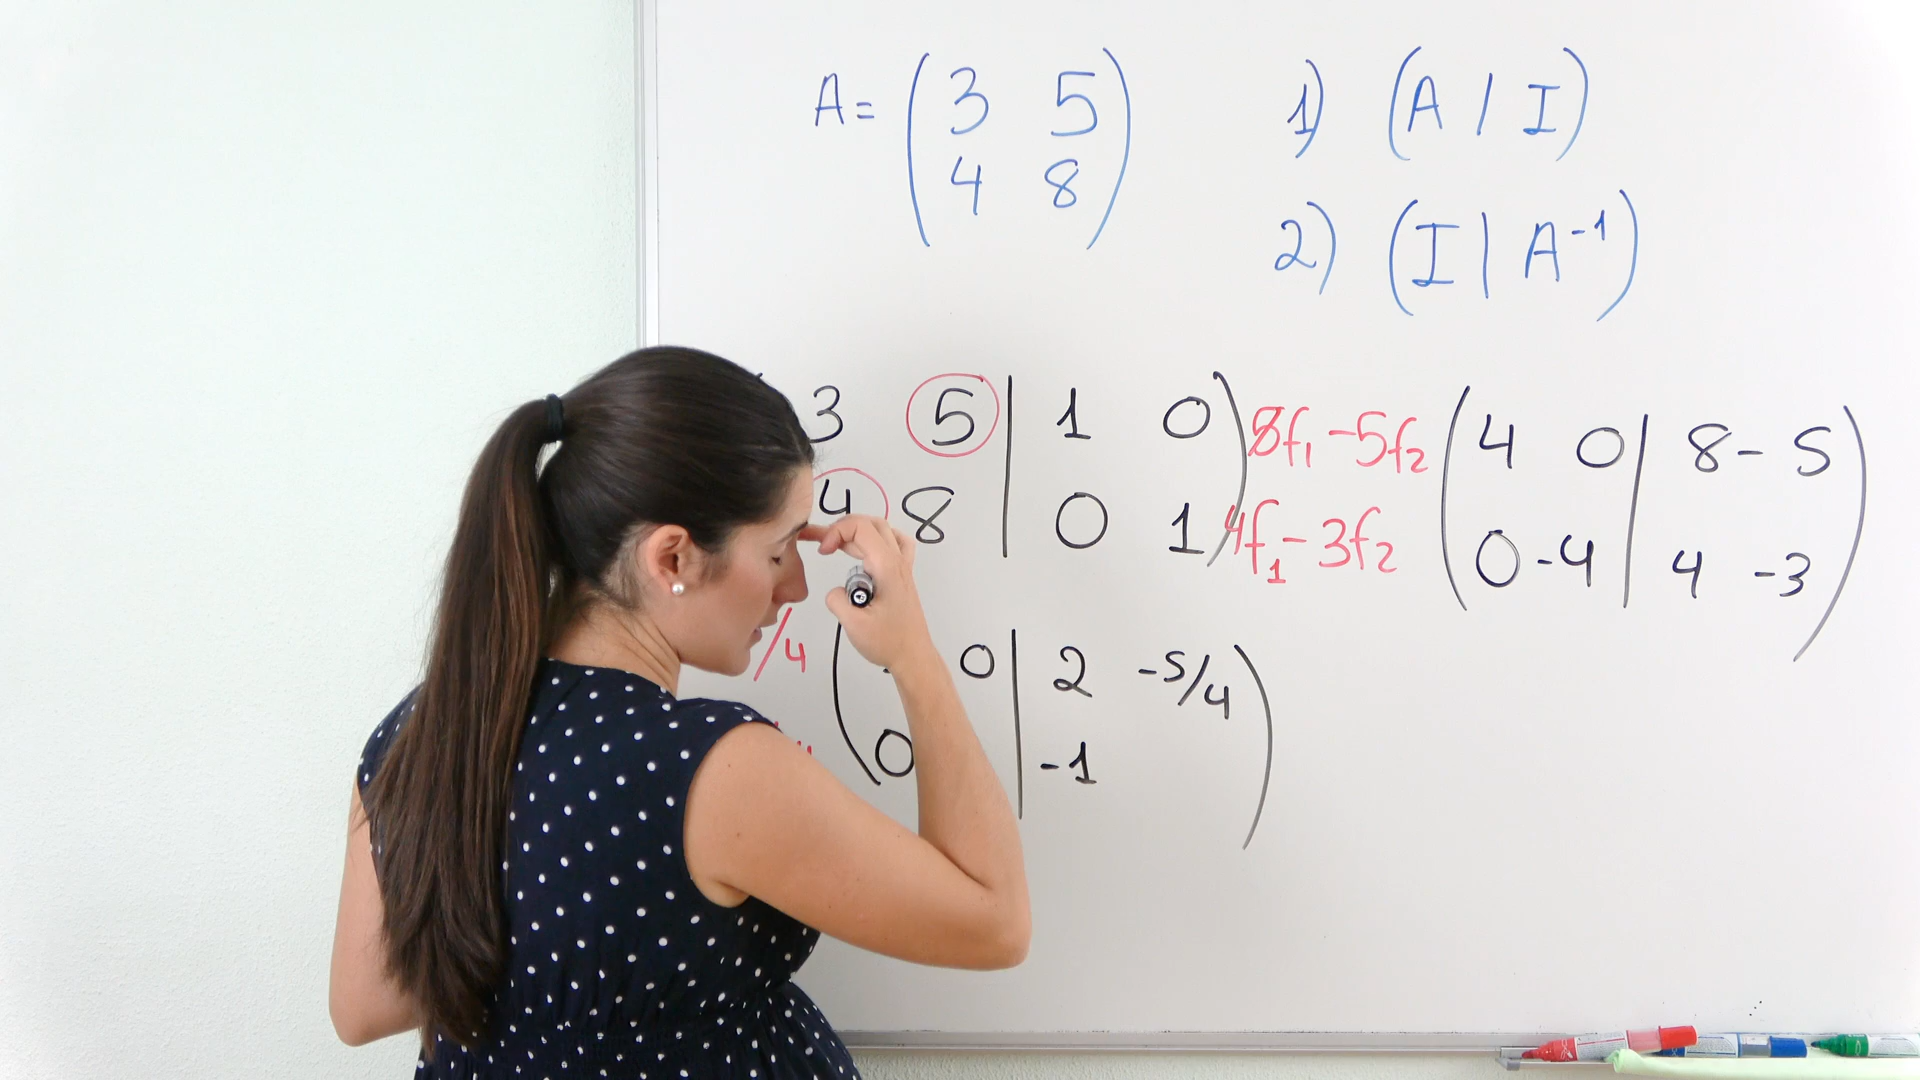 A= ( 3 5
4 8 )
1) (A / I)
2) (I | A⁻¹)
3 5 | 1 0 ) 8f₁-5f₂ ( 4 0 | 8 - 5 )
4 8 | 0 1 ) 4f₁-3f₂ ( 0 -4 | 4 -3 )
/4 ( 0 | 2 -5/4 )
( 0 | -1 )